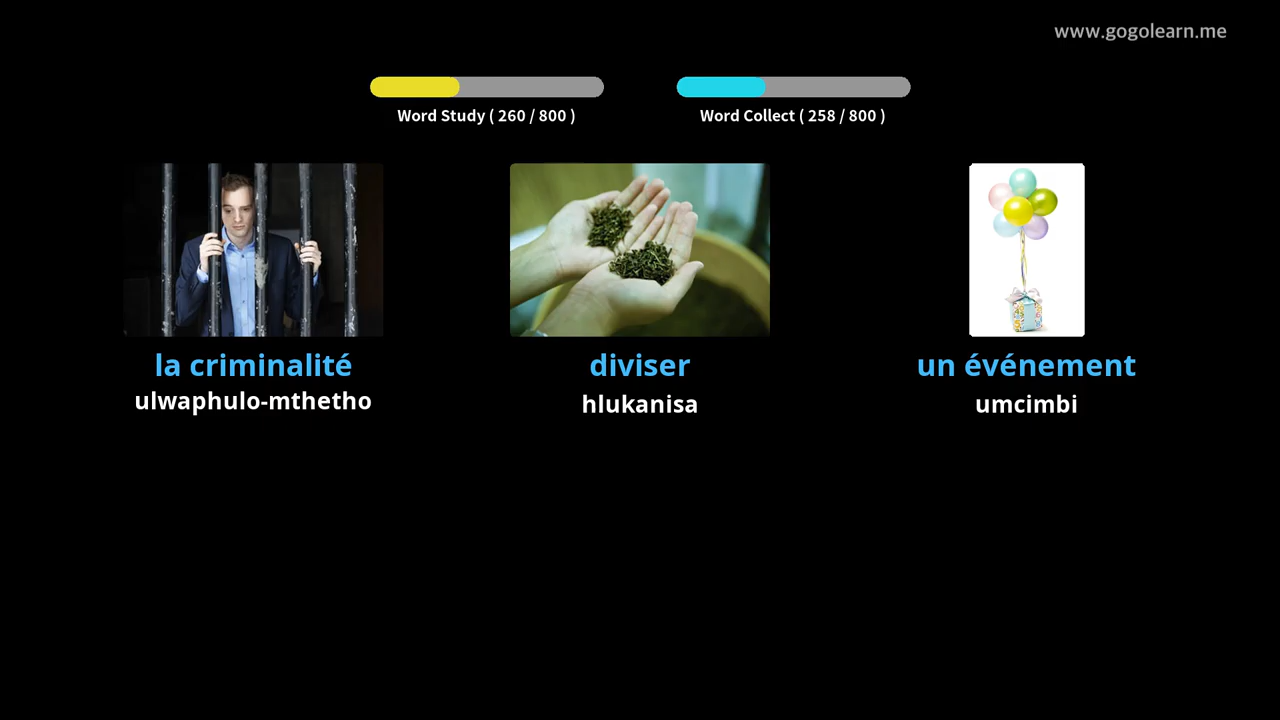 www.gogolearn.me
Word Study ( 260 / 800 )
Word Collect ( 258 / 800 )
la criminalité
diviser
un événement
ulwaphulo-mthetho
hlukanisa
umcimbi